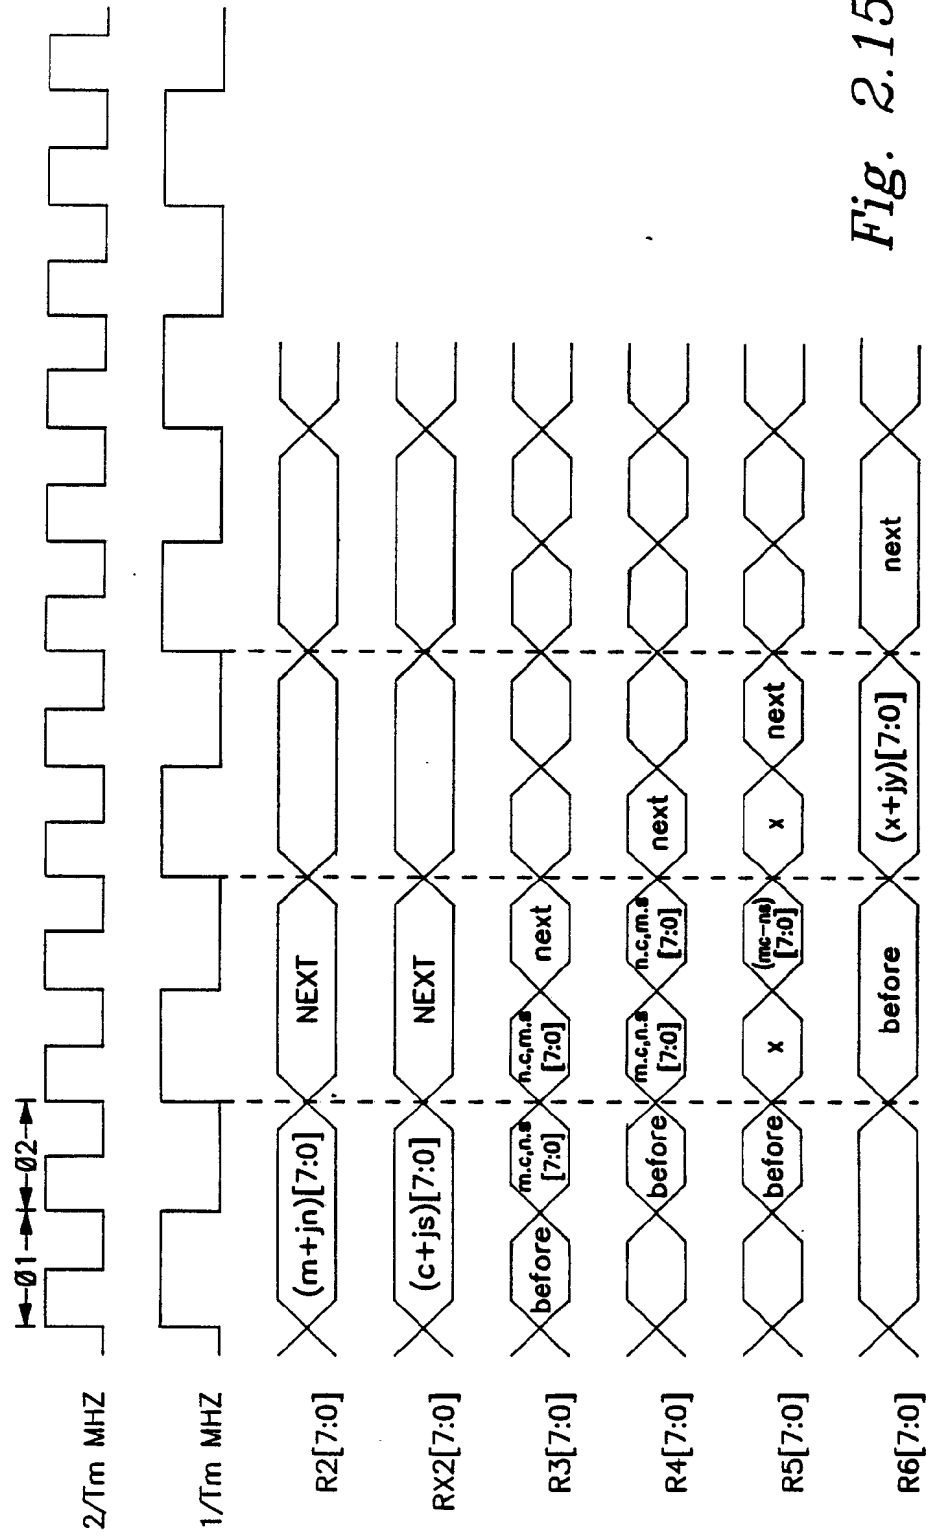 ←Ø1→←Ø2→
2/Tm MHZ
1/Tm MHZ
R2[7:0] (m+jn)[7:0] NEXT
RX2[7:0] (c+js)[7:0] NEXT
R3[7:0] before m.c,n.s [7:0] n.c,m.s [7:0] next
R4[7:0] before m.c,n.s [7:0] n.c,m.s [7:0] next
R5[7:0] before x (mc-ns) [7:0] x next
R6[7:0] before (x+jy)[7:0] next
Fig. 2.15